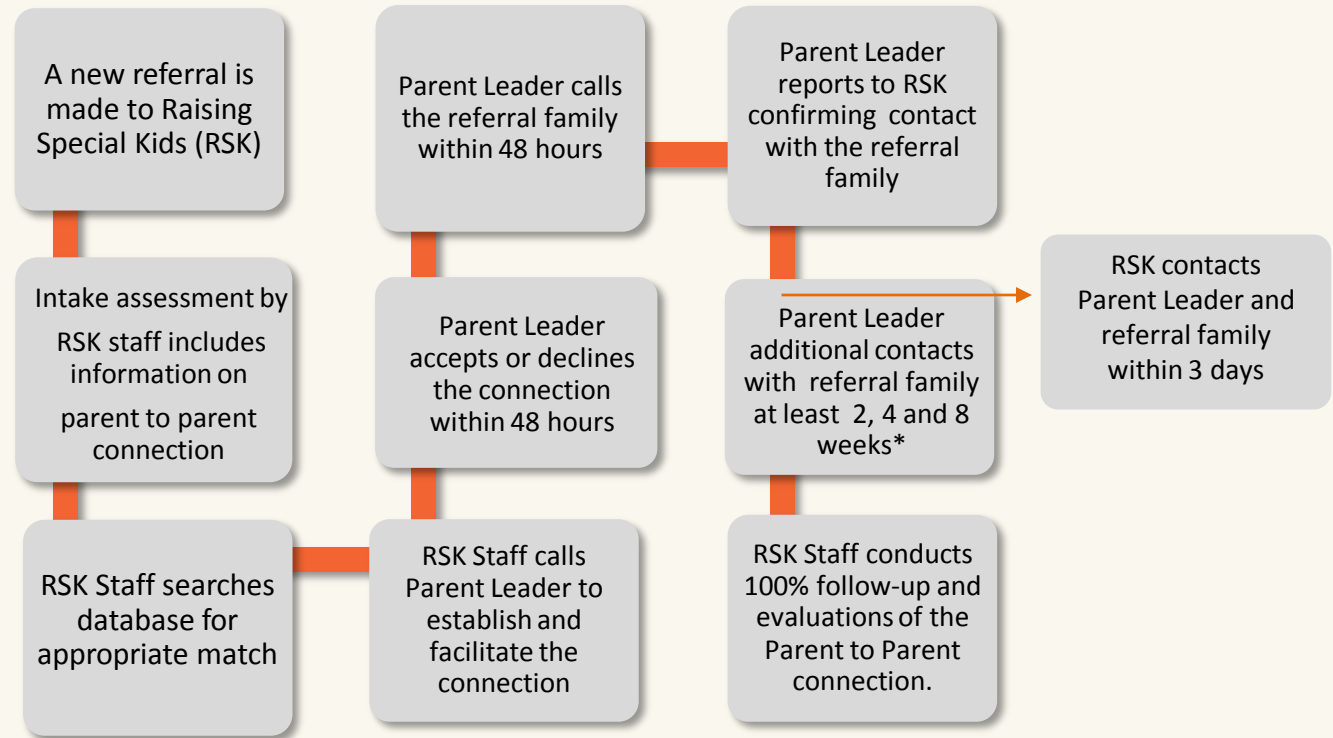 A new referral is
made to Raising
Special Kids (RSK)
Intake assessment by
RSK staff includes
information on
parent to parent
connection
RSK Staff searches
database for
appropriate match
RSK Staff calls
Parent Leader to
establish and
facilitate the
connection
Parent Leader
accepts or declines
the connection
within 48 hours
Parent Leader calls
the referral family
within 48 hours
Parent Leader
reports to RSK
confirming contact
with the referral
family
Parent Leader
additional contacts
with referral family
at least 2, 4 and 8
weeks*
RSK contacts
Parent Leader and
referral family
within 3 days
RSK Staff conducts
100% follow-up and
evaluations of the
Parent to Parent
connection.